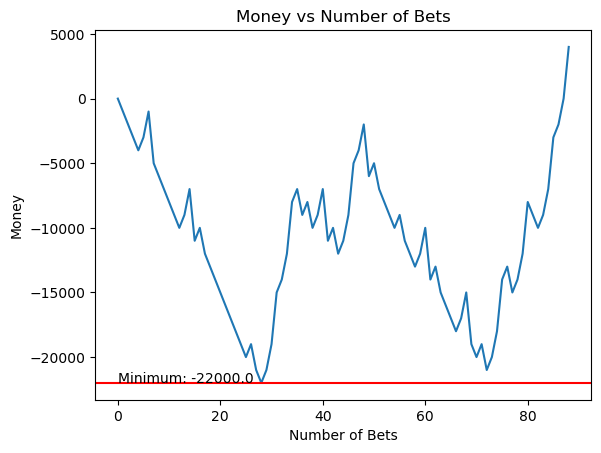 Money vs Number of Bets
5000
0
−5000
−10000
−15000
−20000
Money
Minimum: -22000.0
0 20 40 60 80
Number of Bets